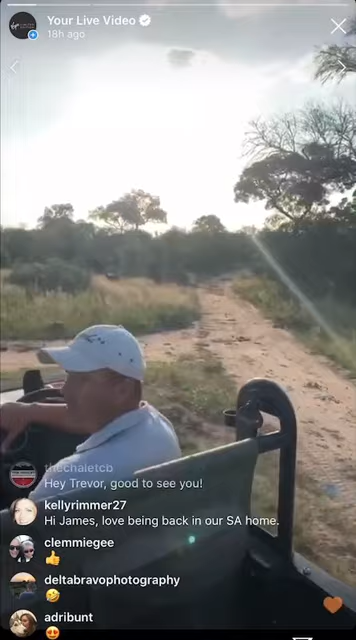 Your Live Video
18h ago
thechaletcb
Hey Trevor, good to see you!
kellyrimmer27
Hi James, love being back in our SA home.
clemmiegee
👍
deltabravophotography
🤣
adribunt
😍